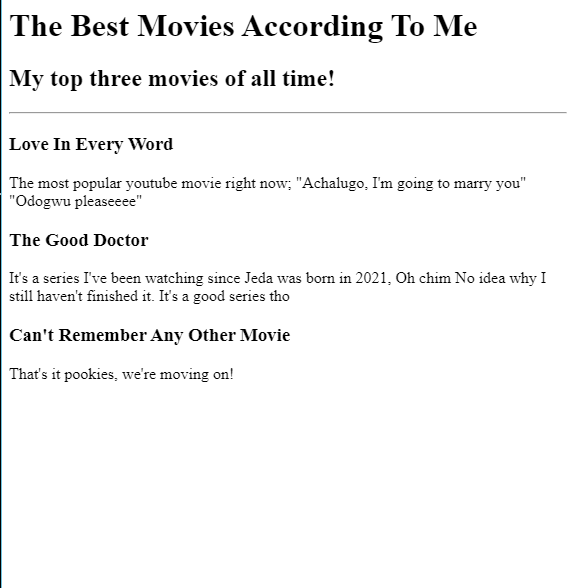 The Best Movies According To Me
My top three movies of all time!
Love In Every Word
The most popular youtube movie right now; "Achalugo, I'm going to marry you"
"Odogwu pleaseeee"
The Good Doctor
It's a series I've been watching since Jeda was born in 2021, Oh chim No idea why I
still haven't finished it. It's a good series tho
Can't Remember Any Other Movie
That's it pookies, we're moving on!